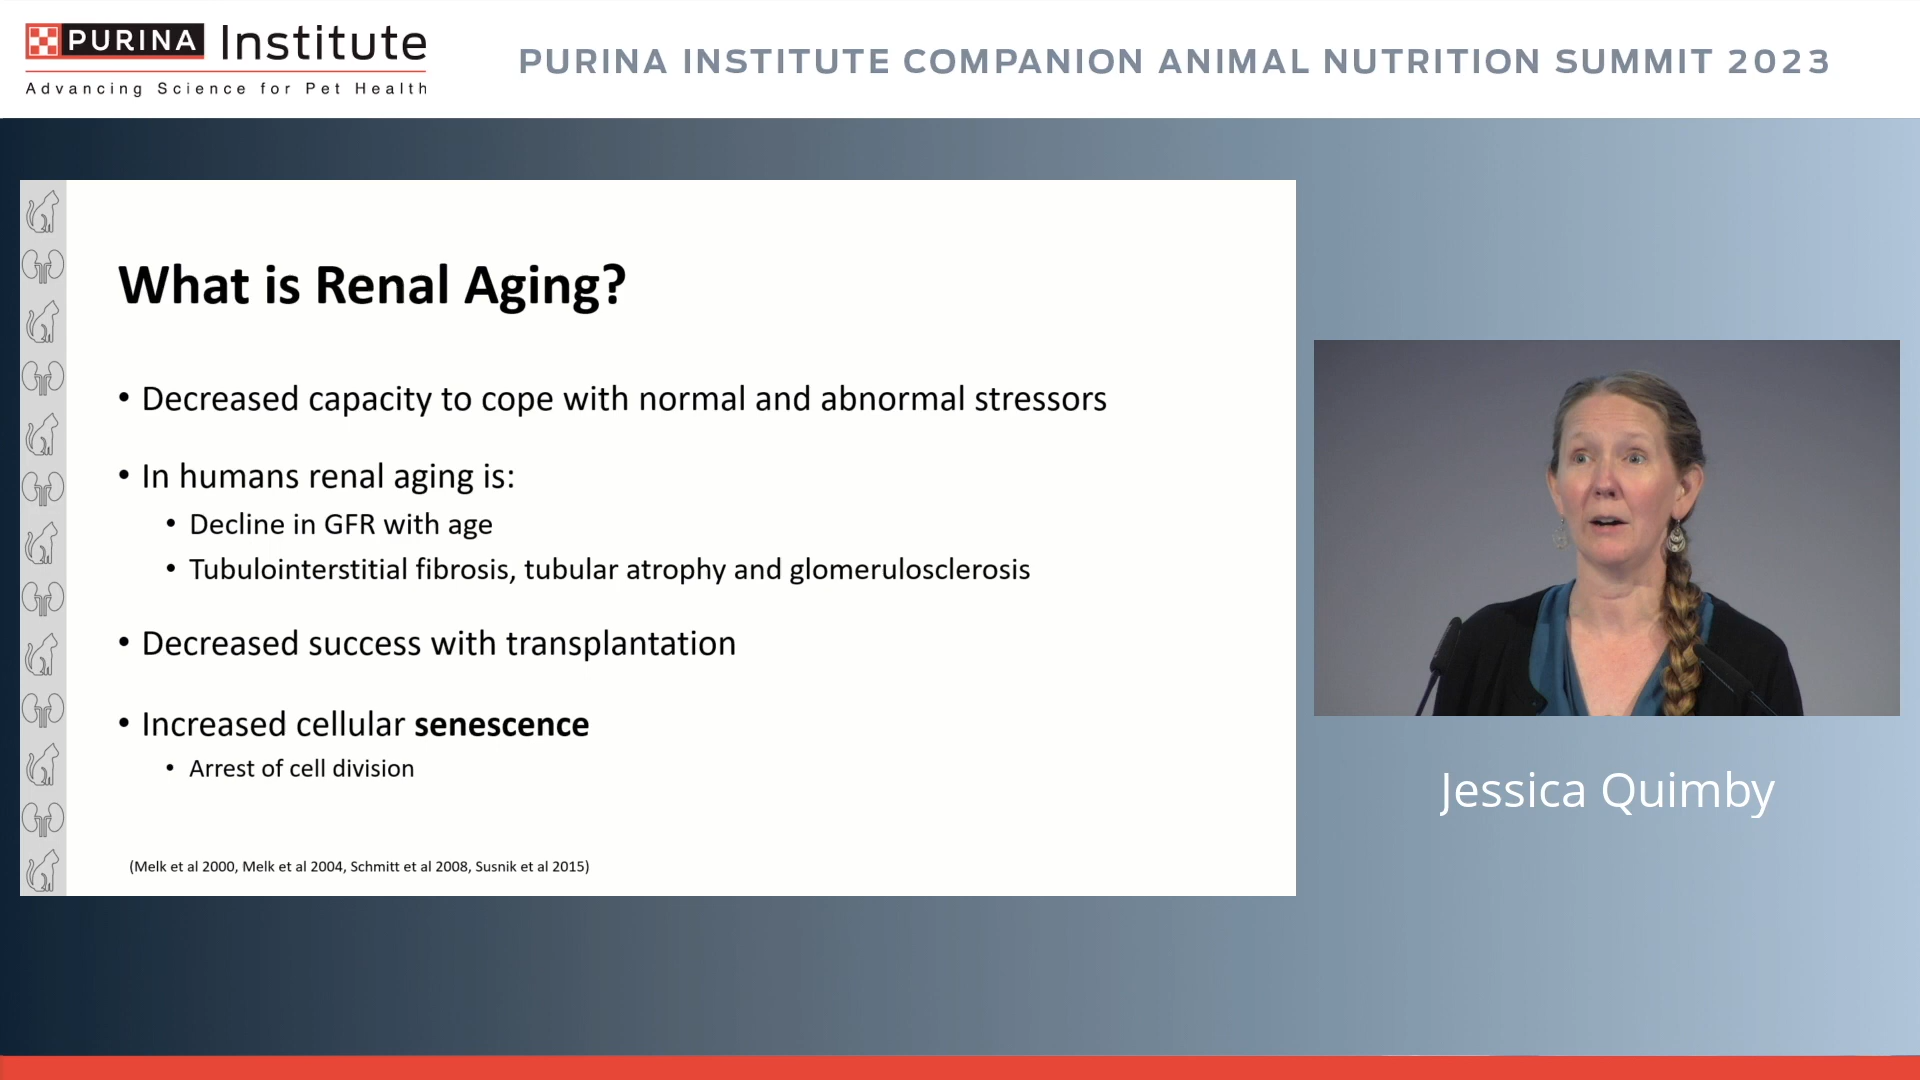 PURINA Institute
Advancing Science for Pet Health
PURINA INSTITUTE COMPANION ANIMAL NUTRITION SUMMIT 2023
What is Renal Aging?
• Decreased capacity to cope with normal and abnormal stressors
• In humans renal aging is:
• Decline in GFR with age
• Tubulointerstitial fibrosis, tubular atrophy and glomerulosclerosis
• Decreased success with transplantation
• Increased cellular senescence
• Arrest of cell division
(Melk et al 2000, Melk et al 2004, Schmitt et al 2008, Susnik et al 2015)
Jessica Quimby